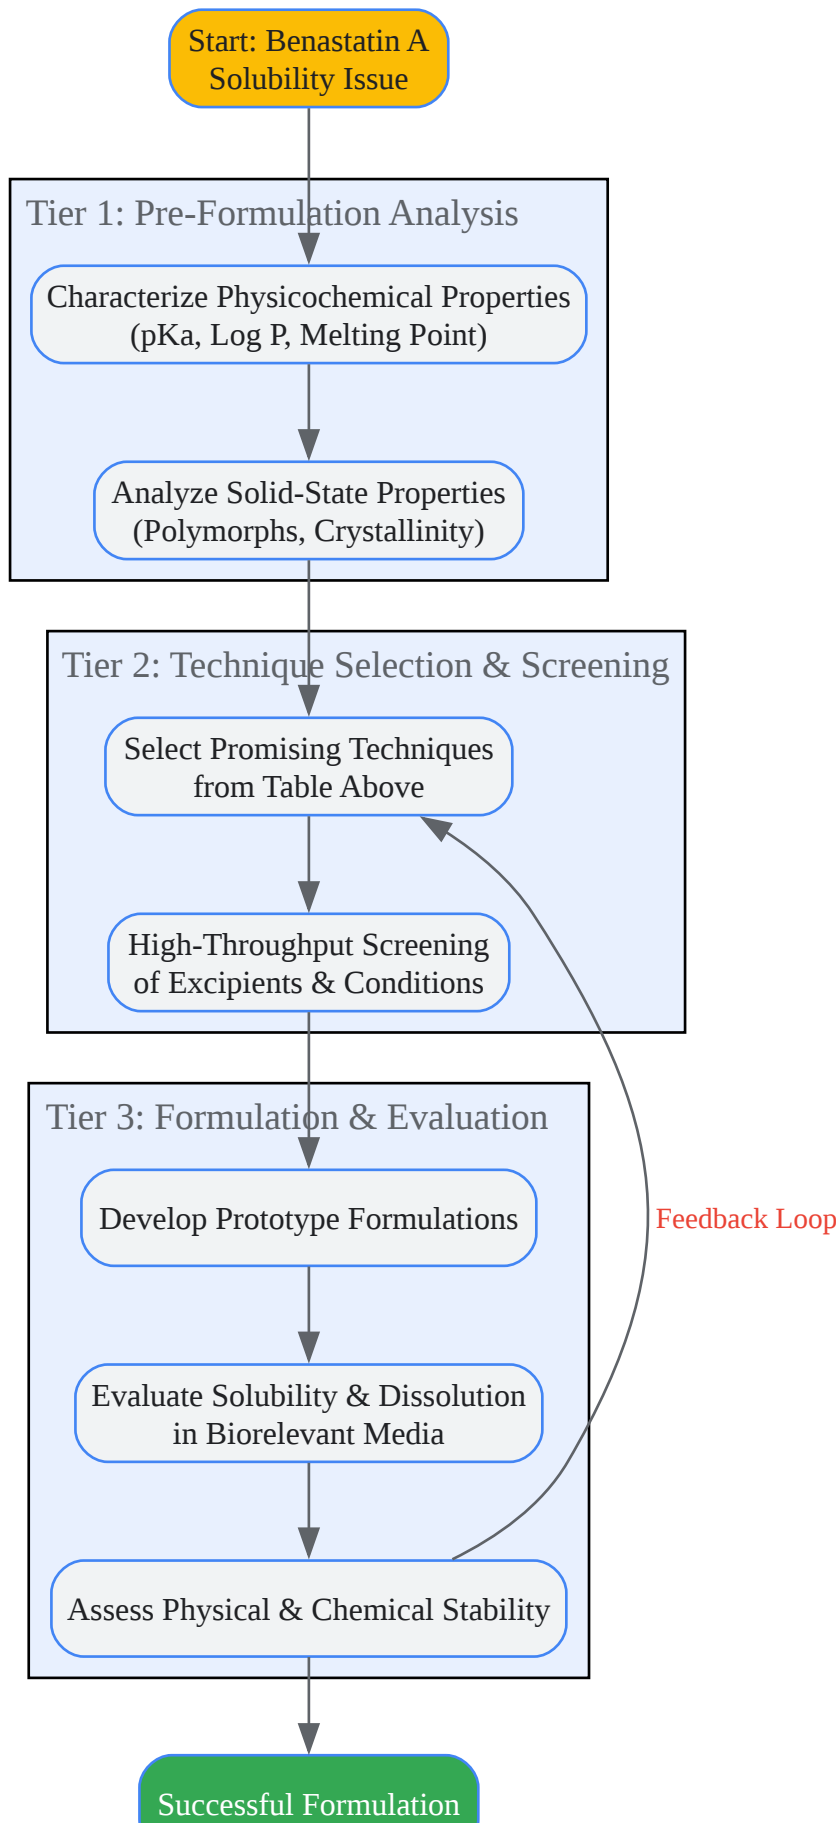 Start: Benastatin A
Solubility Issue
Tier 1: Pre-Formulation Analysis
Characterize Physicochemical Properties
(pKa, Log P, Melting Point)
Analyze Solid-State Properties
(Polymorphs, Crystallinity)
Tier 2: Technique Selection & Screening
Select Promising Techniques
from Table Above
High-Throughput Screening
of Excipients & Conditions
Tier 3: Formulation & Evaluation
Develop Prototype Formulations
Feedback Loop
Evaluate Solubility & Dissolution
in Biorelevant Media
Assess Physical & Chemical Stability
Successful Formulation